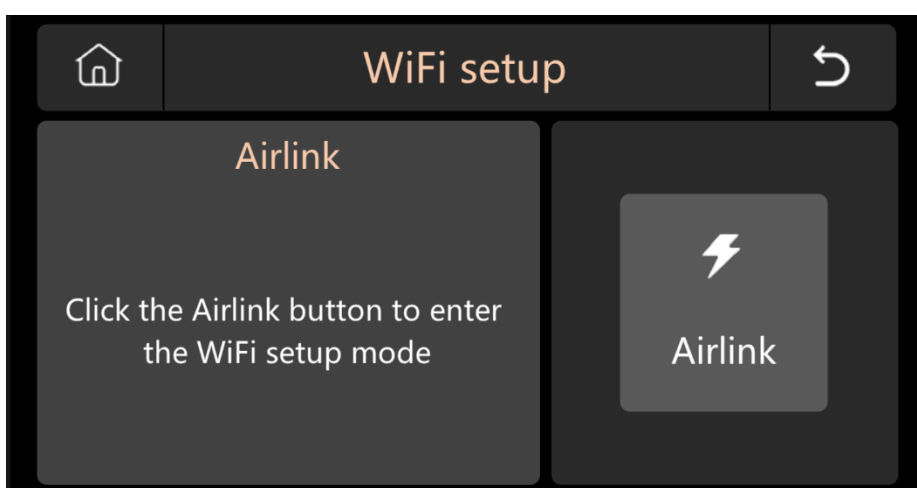 WiFi setup
Airlink
Click the Airlink button to enter
the WiFi setup mode
Airlink